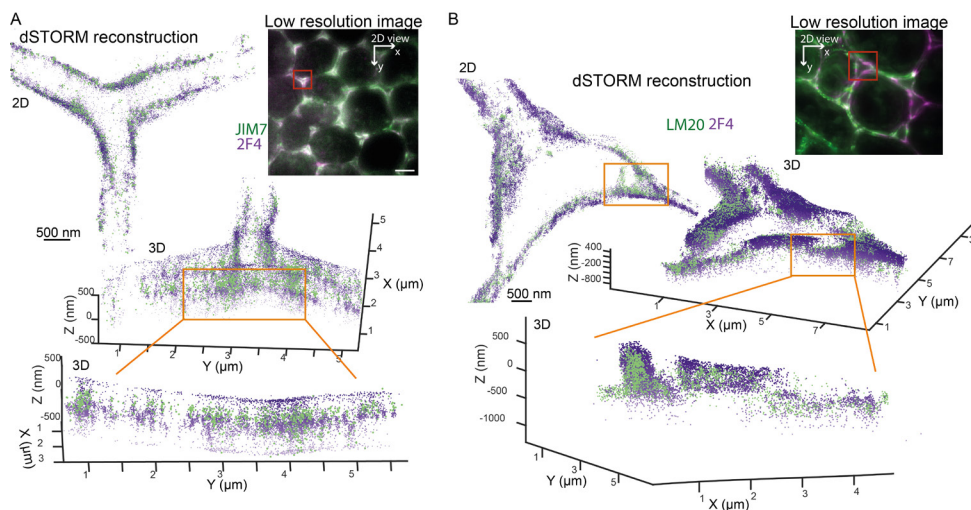 A
Low resolution image
dSTORM reconstruction
2D view
x
y
2D
JIM7
2F4
500 nm
3D
5
4
3
2
1
X (µm)
Z (nm)
500
0
1
2
3
4
5
Y (µm)
3D
Z (nm)
500
0
-500
X (µm)
1
2
3
1
2
3
4
5
Y (µm)
B
Low resolution image
2D view
x
y
2D
dSTORM reconstruction
LM20 2F4
3D
500 nm
Z (nm)
400
-200
-800
1
3
5
7
X (µm)
1
3
5
7
Y (µm)
3D
Z (nm)
500
0
-500
-1000
1
3
5
Y (µm)
1
2
3
4
X (µm)